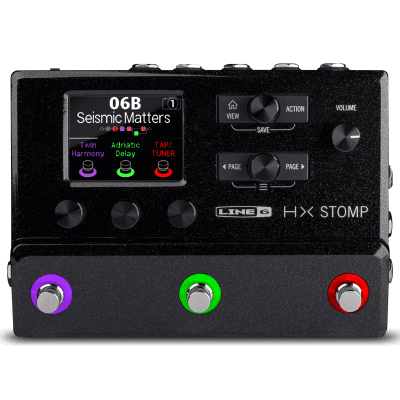 06B
1
Seismic Matters
Twin Harmony
Adriatic Delay
TAP/ TUNER
VIEW
ACTION
SAVE
VOLUME
PAGE
PAGE
LINE 6
HX STOMP